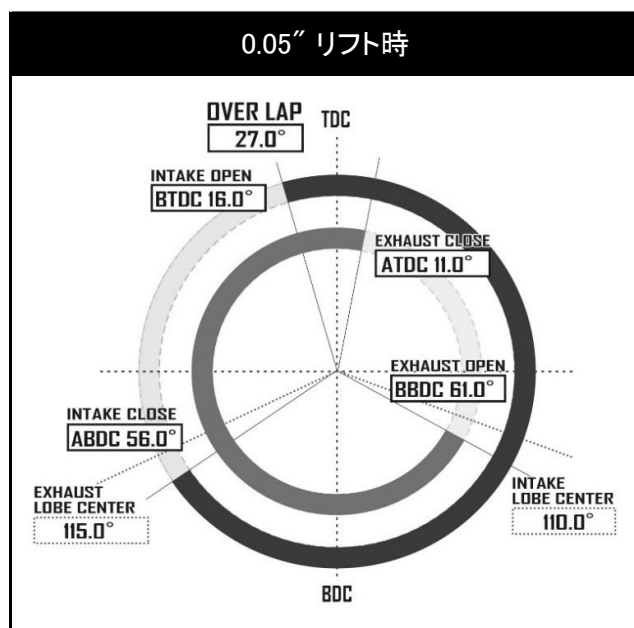 0.05″ リフト時
OVER LAP
27.0°
TDC
INTAKE OPEN
BTDC 16.0°
EXHAUST CLOSE
ATDC 11.0°
EXHAUST OPEN
BBDC 61.0°
INTAKE CLOSE
ABDC 56.0°
EXHAUST
LOBE CENTER
115.0°
INTAKE
LOBE CENTER
110.0°
BDC